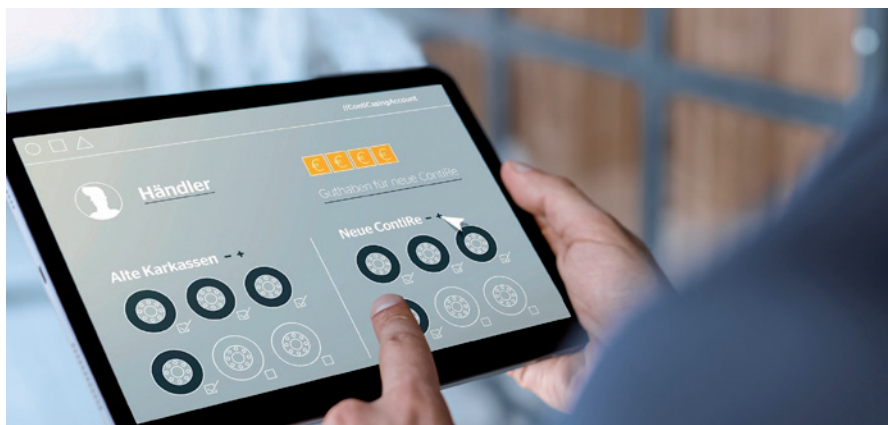 //ContiCasingAccount
Händler
€ € € €
Guthaben für neue ContiRe
Alte Karkassen - +
Neue ContiRe - +